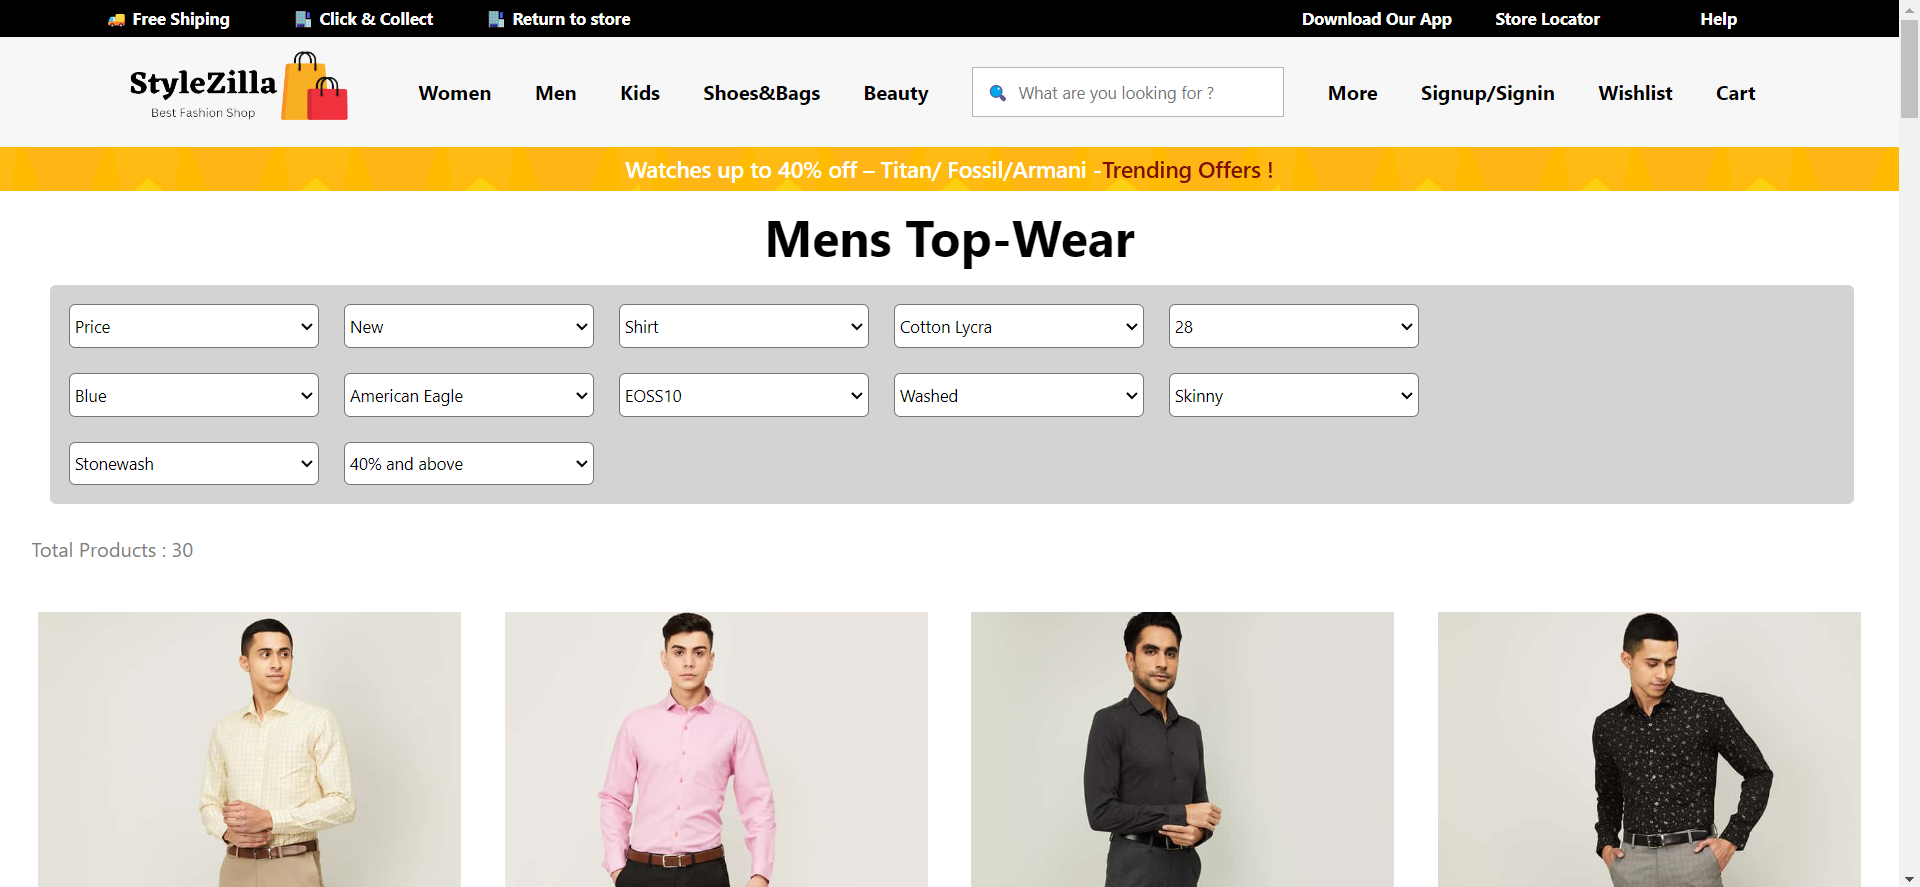 Free Shiping Click & Collect Return to store Download Our App Store Locator Help
StyleZilla
Best Fashion Shop
Women Men Kids Shoes&Bags Beauty What are you looking for ? More Signup/Signin Wishlist Cart
Watches up to 40% off – Titan/ Fossil/Armani -Trending Offers !
Mens Top-Wear
Price New Shirt Cotton Lycra 28
Blue American Eagle EOSS10 Washed Skinny
Stonewash 40% and above
Total Products : 30